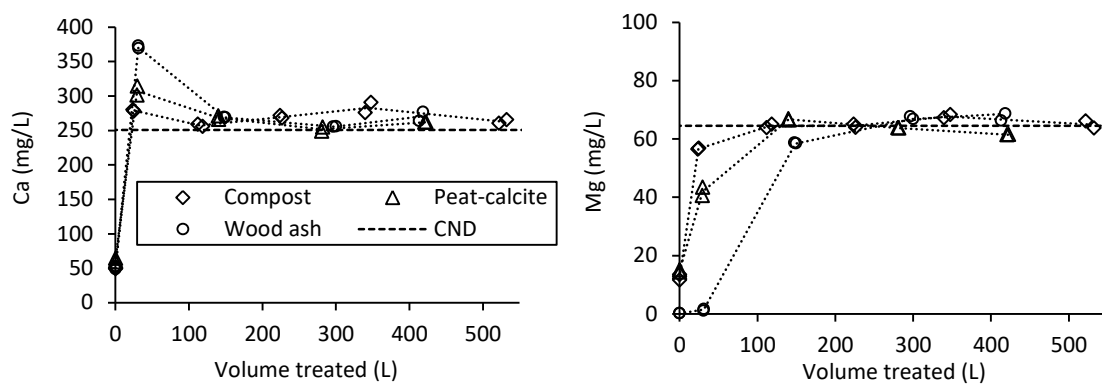 400
350
300
250
200
150
100
50
0
Ca (mg/L)
Compost
Peat-calcite
Wood ash
CND
0 100 200 300 400 500
Volume treated (L)
100
80
60
40
20
0
Mg (mg/L)
0 100 200 300 400 500
Volume treated (L)